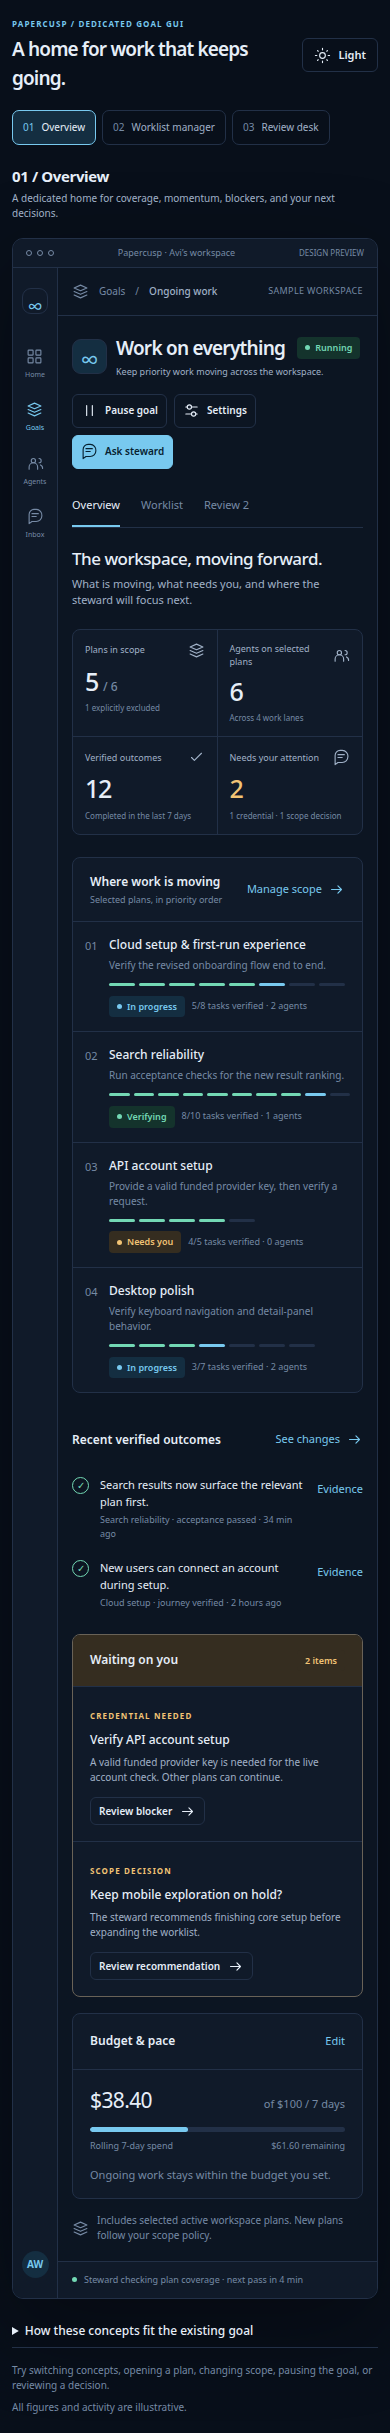 PAPERCUSP / DEDICATED GOAL GUI
A home for work that keeps
going.
Light
01 Overview
02 Worklist manager
03 Review desk
01 / Overview
A dedicated home for coverage, momentum, blockers, and your next
decisions.
Papercusp · Avi's workspace
DESIGN PREVIEW
Goals / Ongoing work
SAMPLE WORKSPACE
Home
Goals
Agents
Inbox
Work on everything
Running
Keep priority work moving across the workspace.
Pause goal
Settings
Ask steward
Overview
Worklist
Review 2
The workspace, moving forward.
What is moving, what needs you, and where the
steward will focus next.
Plans in scope
5 / 6
1 explicitly excluded
Agents on selected
plans
6
Across 4 work lanes
Verified outcomes
12
Completed in the last 7 days
Needs your attention
2
1 credential · 1 scope decision
Where work is moving
Selected plans, in priority order
Manage scope →
01 Cloud setup & first-run experience
Verify the revised onboarding flow end to end.
In progress 5/8 tasks verified · 2 agents
02 Search reliability
Run acceptance checks for the new result ranking.
Verifying 8/10 tasks verified · 1 agents
03 API account setup
Provide a valid funded provider key, then verify a
request.
Needs you 4/5 tasks verified · 0 agents
04 Desktop polish
Verify keyboard navigation and detail-panel
behavior.
In progress 3/7 tasks verified · 2 agents
Recent verified outcomes
See changes →
Search results now surface the relevant
plan first.
Search reliability · acceptance passed · 34 min
ago
Evidence
New users can connect an account
during setup.
Cloud setup · journey verified · 2 hours ago
Evidence
Waiting on you
2 items
CREDENTIAL NEEDED
Verify API account setup
A valid funded provider key is needed for the live
account check. Other plans can continue.
Review blocker →
SCOPE DECISION
Keep mobile exploration on hold?
The steward recommends finishing core setup before
expanding the worklist.
Review recommendation →
Budget & pace
Edit
$38.40
of $100 / 7 days
Rolling 7-day spend
$61.60 remaining
Ongoing work stays within the budget you set.
Includes selected active workspace plans. New plans
follow your scope policy.
AW
Steward checking plan coverage · next pass in 4 min
▶ How these concepts fit the existing goal
Try switching concepts, opening a plan, changing scope, pausing the goal, or
reviewing a decision.
All figures and activity are illustrative.